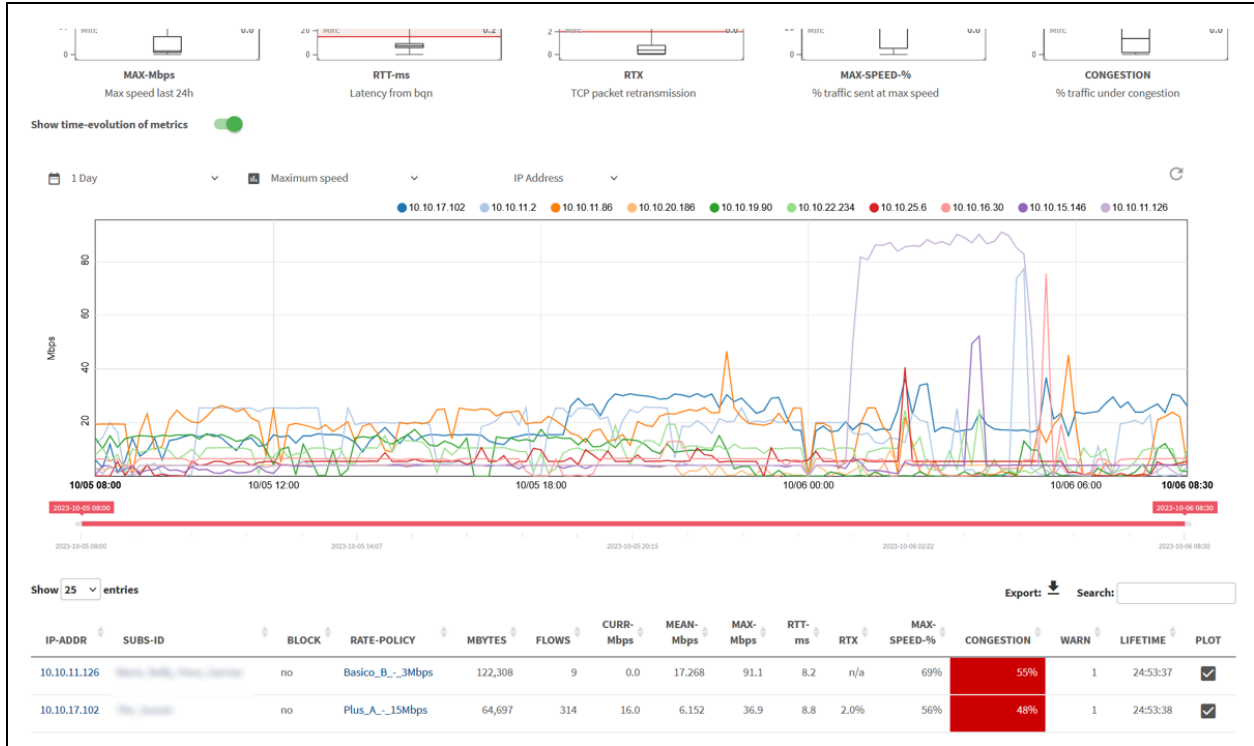 Min: 0.0 20 Min: 0.2 2 Min: 0.0 Min: 0.0 Min: 0.0
0 0 0 0 0
MAX-Mbps RTT-ms RTX MAX-SPEED-% CONGESTION
Max speed last 24h Latency from bqn TCP packet retransmission % traffic sent at max speed % traffic under congestion
Show time-evolution of metrics
1 Day Maximum speed IP Address
10.10.17.102 10.10.11.2 10.10.11.86 10.10.20.186 10.10.19.90 10.10.22.234 10.10.25.6 10.10.16.30 10.10.15.146 10.10.11.126
80
60
Mbps
40
20
10/05 08:00 10/05 12:00 10/05 18:00 10/06 00:00 10/06 06:00 10/06 08:30
2023-10-05 08:00 2023-10-06 08:30
2023-10-05 08:00 2023-10-05 14:07 2023-10-05 20:15 2023-10-06 02:22 2023-10-06 08:30
Show 25 entries Export: Search:
IP-ADDR SUBS-ID BLOCK RATE-POLICY MBYTES FLOWS CURR-Mbps MEAN-Mbps MAX-Mbps RTT-ms RTX MAX-SPEED-% CONGESTION WARN LIFETIME PLOT
10.10.11.126 no Basico_B_-_3Mbps 122,308 9 0.0 17.268 91.1 8.2 n/a 69% 55% 1 24:53:37
10.10.17.102 no Plus_A_-_15Mbps 64,697 314 16.0 6.152 36.9 8.8 2.0% 56% 48% 1 24:53:38